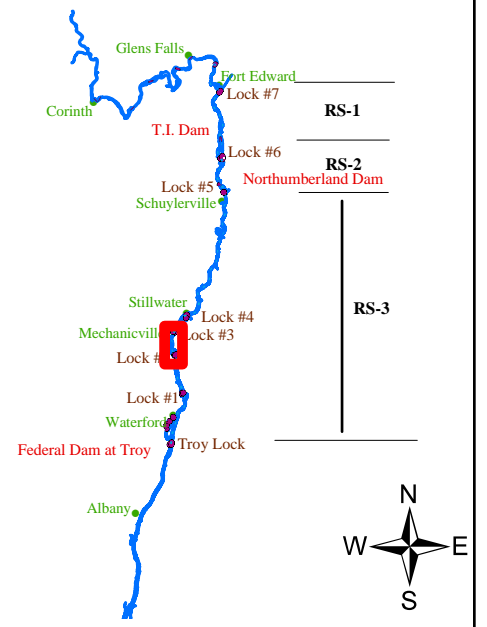 Glens Falls
Fort Edward
Lock #7
Corinth
RS-1
T.I. Dam
Lock #6
RS-2
Northumberland Dam
Lock #5
Schuylerville
Stillwater
Lock #4
RS-3
Mechanicville
Lock #3
Lock #
Lock #1
Waterford
Troy Lock
Federal Dam at Troy
Albany
N
W
E
S